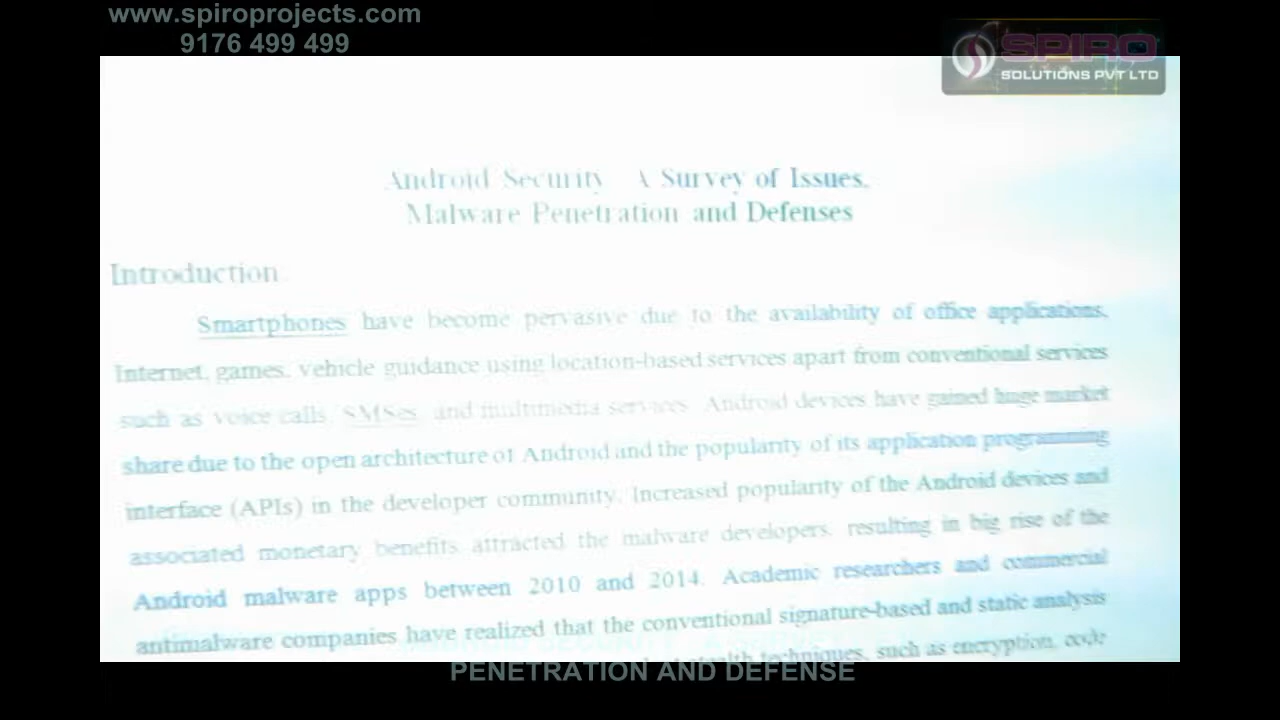 www.spiroprojects.com
9176 499 499
SPIRO
SOLUTIONS PVT LTD
Android Security A Survey of Issues,
Malware Penetration and Defenses
Introduction
Smartphones have become pervasive due to the availability of office applications,
Internet, games, vehicle guidance using location-based services apart from conventional services
such as voice calls, SMSes, and multimedia services. Android devices have gained huge market
share due to the open architecture of Android and the popularity of its application programming
interface (APIs) in the developer community. Increased popularity of the Android devices and
associated monetary benefits attracted the malware developers, resulting in big rise of the
Android malware apps between 2010 and 2014. Academic researchers and commercial
antimalware companies have realized that the conventional signature-based and static analysis
stealth techniques, such as encryption, code
PENETRATION AND DEFENSE